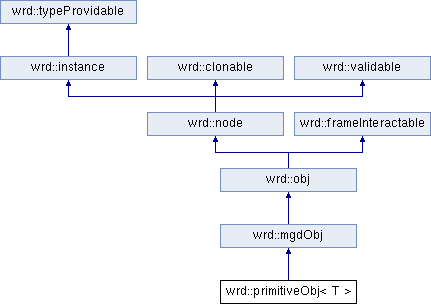 wrd::typeProvidable
wrd::instance
wrd::clonable
wrd::validable
wrd::node
wrd::frameInteractable
wrd::obj
wrd::mgdObj
wrd::primitiveObj< T >